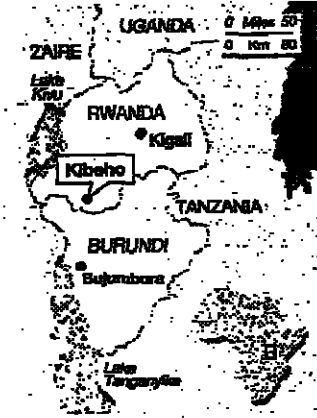 UGANDA
0 Miles 50
0 Km 80
ZAIRE
Lake
Kivu
RWANDA
Kigali
Kibeho
TANZANIA
BURUNDI
Bujumbura
Lake
Tanganyika